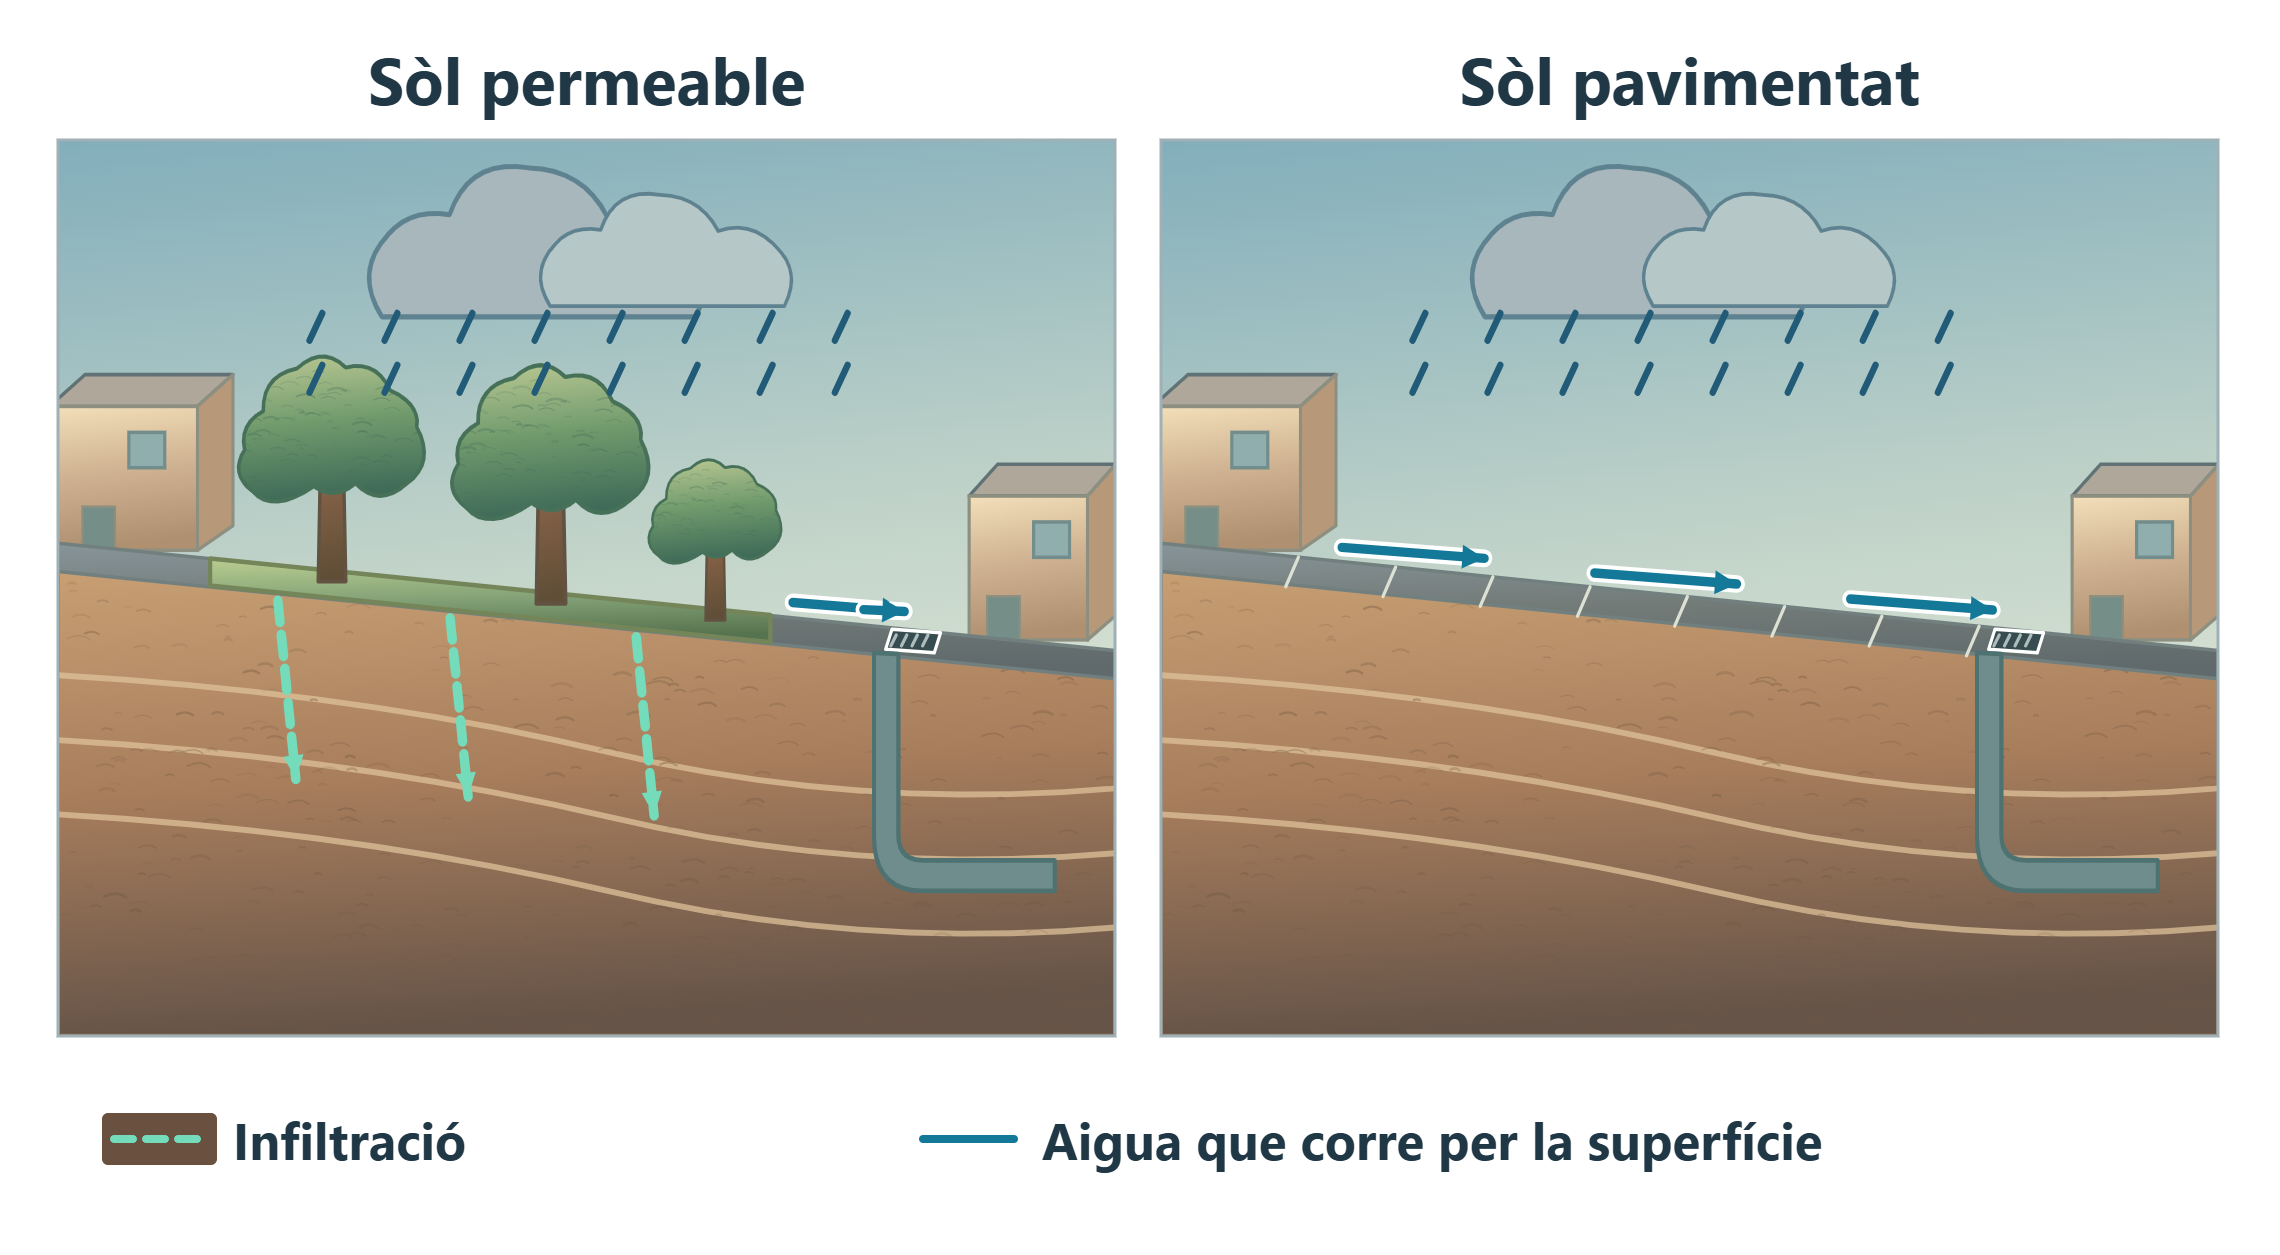 Sòl permeable
Sòl pavimentat
Infiltració
Aigua que corre per la superfície